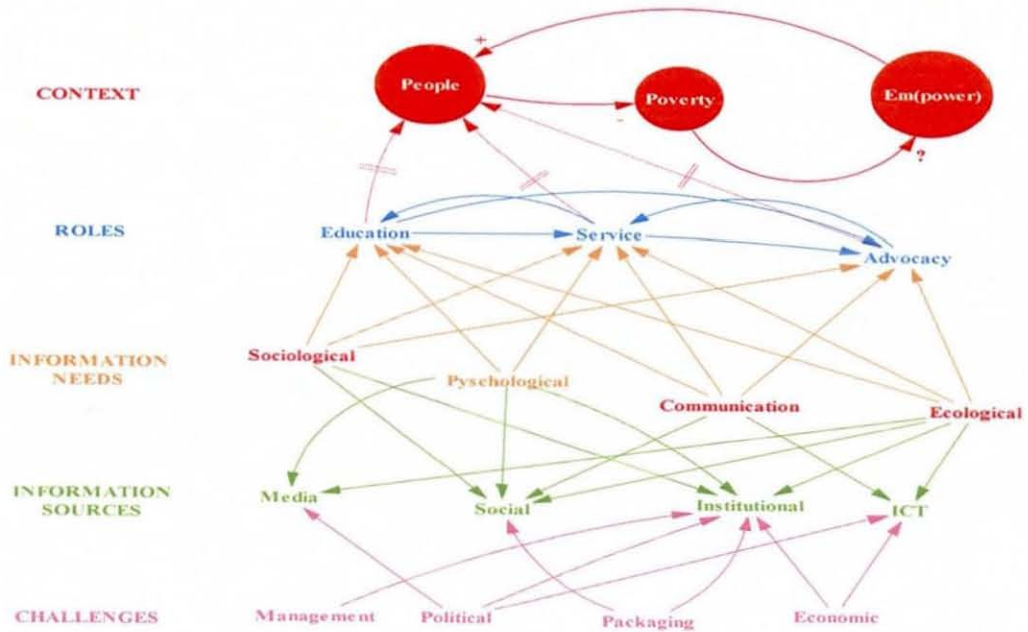 +
CONTEXT
People
Poverty
Em(power)
-
?
ROLES
Education
Service
Advocacy
INFORMATION
NEEDS
Sociological
Pyschological
Communication
Ecological
INFORMATION
SOURCES
Media
Social
Institutional
ICT
CHALLENGES
Management
Political
Packaging
Economic